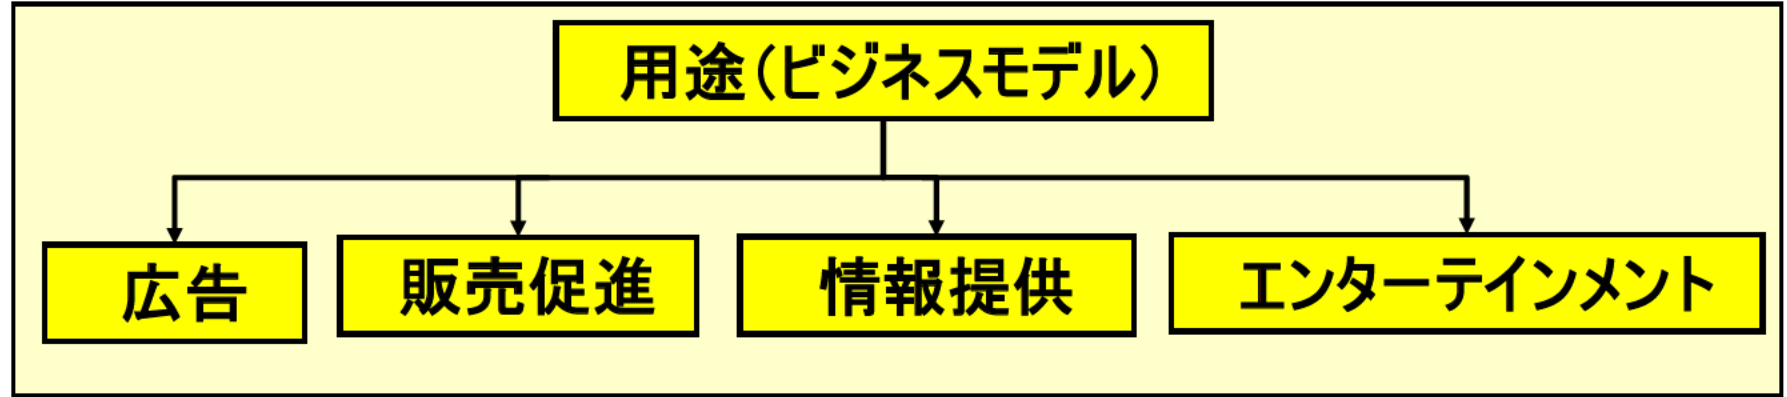 用途(ビジネスモデル)
広告
販売促進
情報提供
エンターテインメント